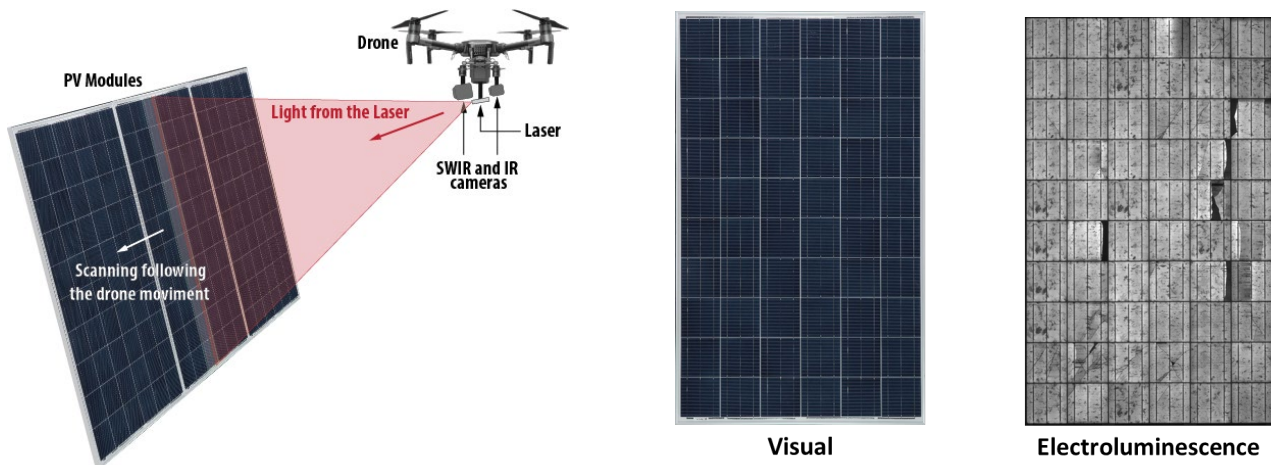 Drone
PV Modules
Light from the Laser
Laser
SWIR and IR
cameras
Scanning following
the drone moviment
Visual
Electroluminescence